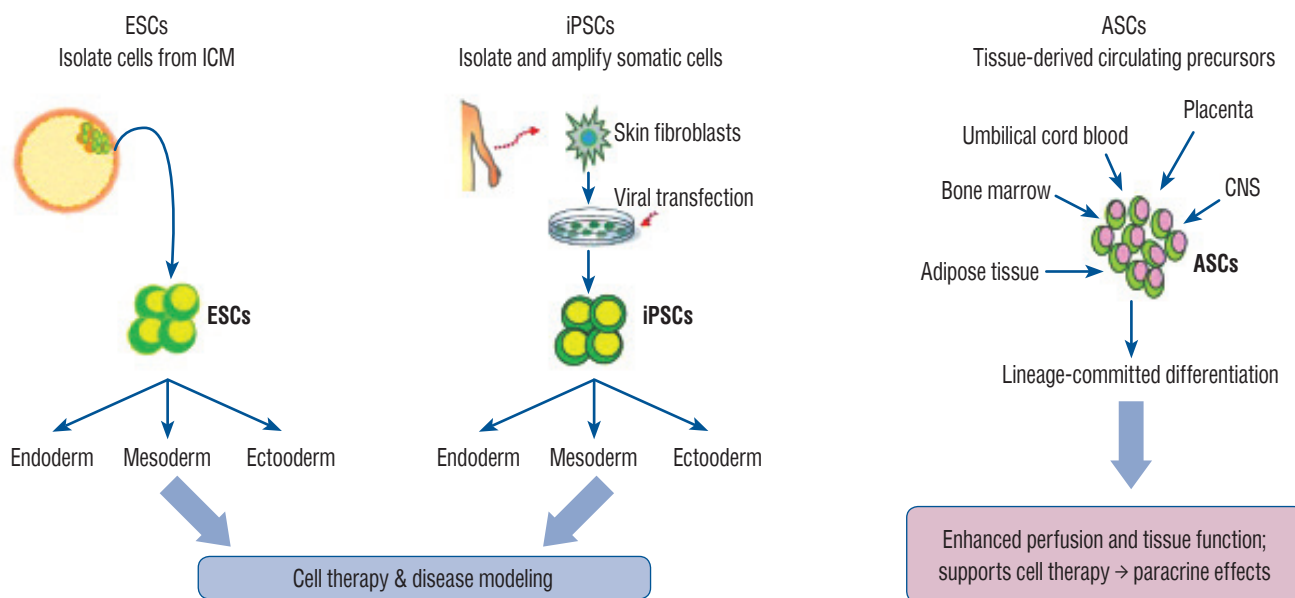 ESCs
Isolate cells from ICM
ESCs
Endoderm
Mesoderm
Ectooderm
iPSCs
Isolate and amplify somatic cells
Skin fibroblasts
Viral transfection
iPSCs
Endoderm
Mesoderm
Ectooderm
Cell therapy & disease modeling
ASCs
Tissue-derived circulating precursors
Placenta
Umbilical cord blood
Bone marrow
CNS
Adipose tissue
ASCs
Lineage-committed differentiation
Enhanced perfusion and tissue function;
supports cell therapy → paracrine effects